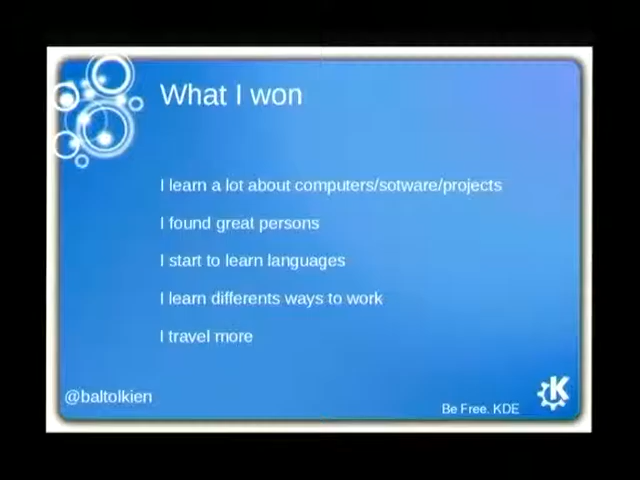 What I won
I learn a lot about computers/sotware/projects
I found great persons
I start to learn languages
I learn differents ways to work
I travel more
@baltolkien
Be Free. KDE